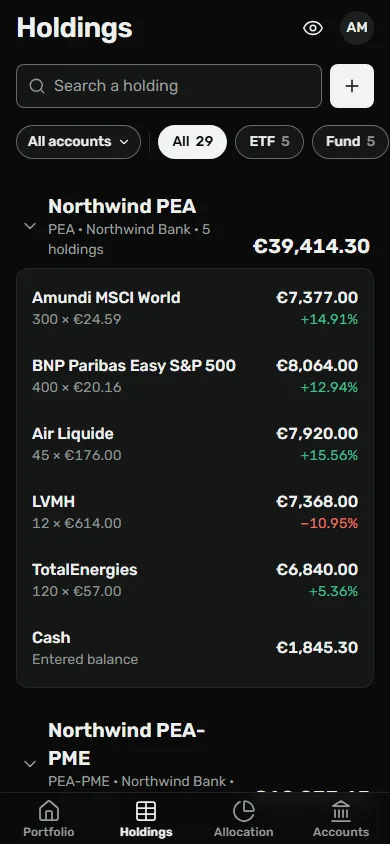 Holdings
AM
Search a holding
All accounts
All 29
ETF 5
Fund 5
Northwind PEA
PEA • Northwind Bank • 5
holdings
€39,414.30
Amundi MSCI World
€7,377.00
300 × €24.59
+14.91%
BNP Paribas Easy S&P 500
€8,064.00
400 × €20.16
+12.94%
Air Liquide
€7,920.00
45 × €176.00
+15.56%
LVMH
€7,368.00
12 × €614.00
−10.95%
TotalEnergies
€6,840.00
120 × €57.00
+5.36%
Cash
€1,845.30
Entered balance
Northwind PEA-
PME
PEA-PME • Northwind Bank •
Portfolio
Holdings
Allocation
Accounts